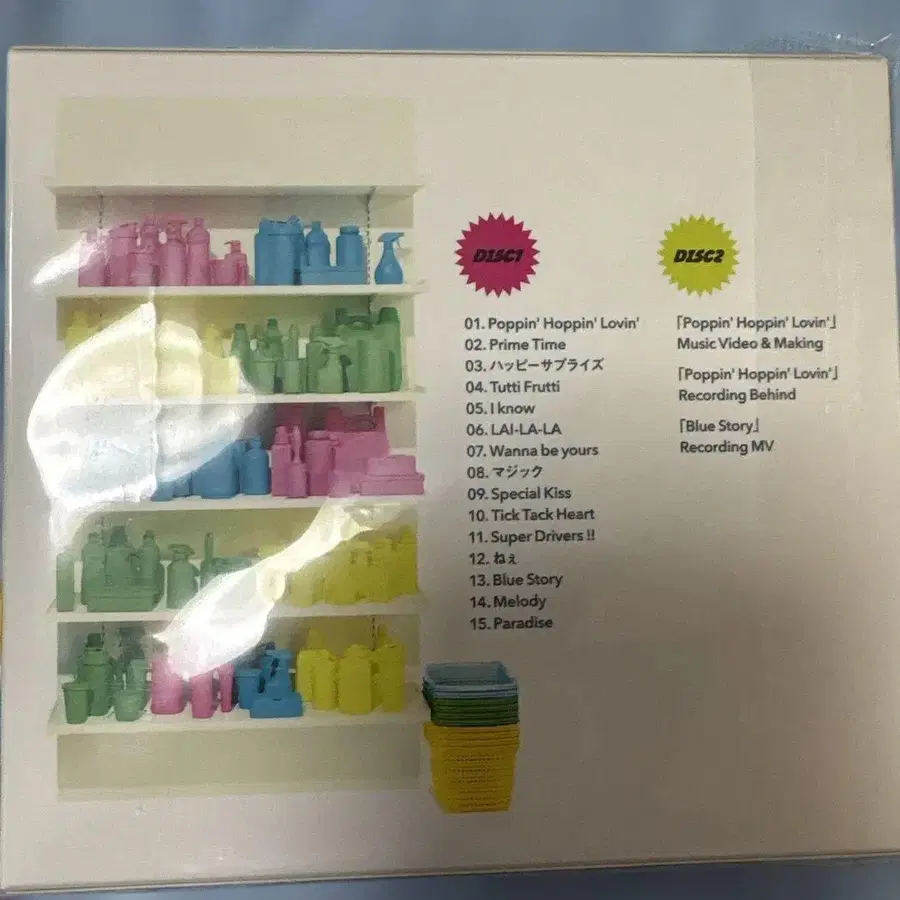 DISC1
01. Poppin' Hoppin' Lovin'
02. Prime Time
03. ハッピーサプライズ
04. Tutti Frutti
05. I know
06. LAI-LA-LA
07. Wanna be yours
08. マジック
09. Special Kiss
10. Tick Tack Heart
11. Super Drivers !!
12. ねぇ
13. Blue Story
14. Melody
15. Paradise
DISC2
「Poppin' Hoppin' Lovin'」
Music Video & Making
「Poppin' Hoppin' Lovin'」
Recording Behind
「Blue Story」
Recording MV